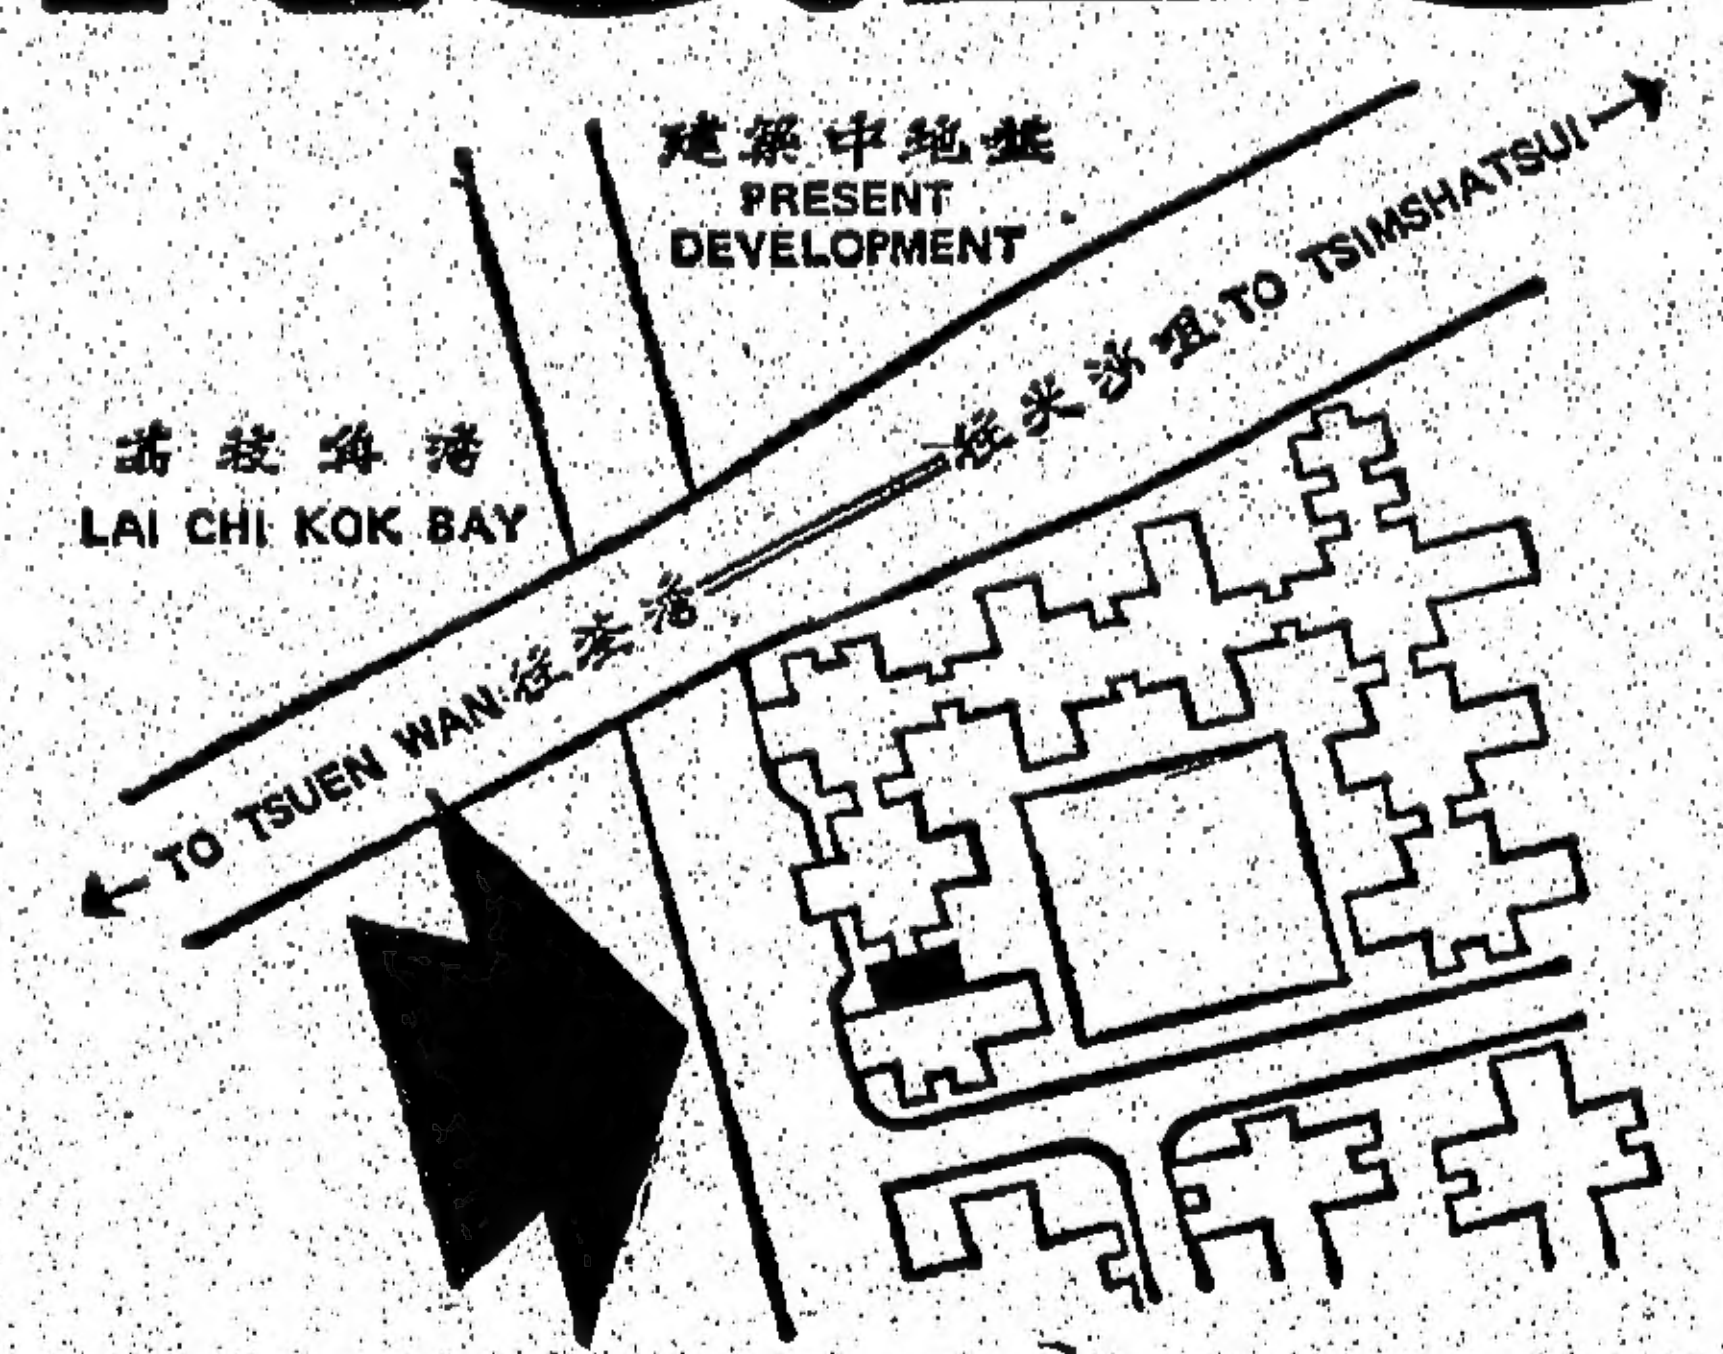 建築中地盤
PRESENT
DEVELOPMENT
往尖沙咀 TO TSIMSHATSUI
荔枝角灣
LAI CHI KOK BAY
TO TSUEN WAN 往荃灣